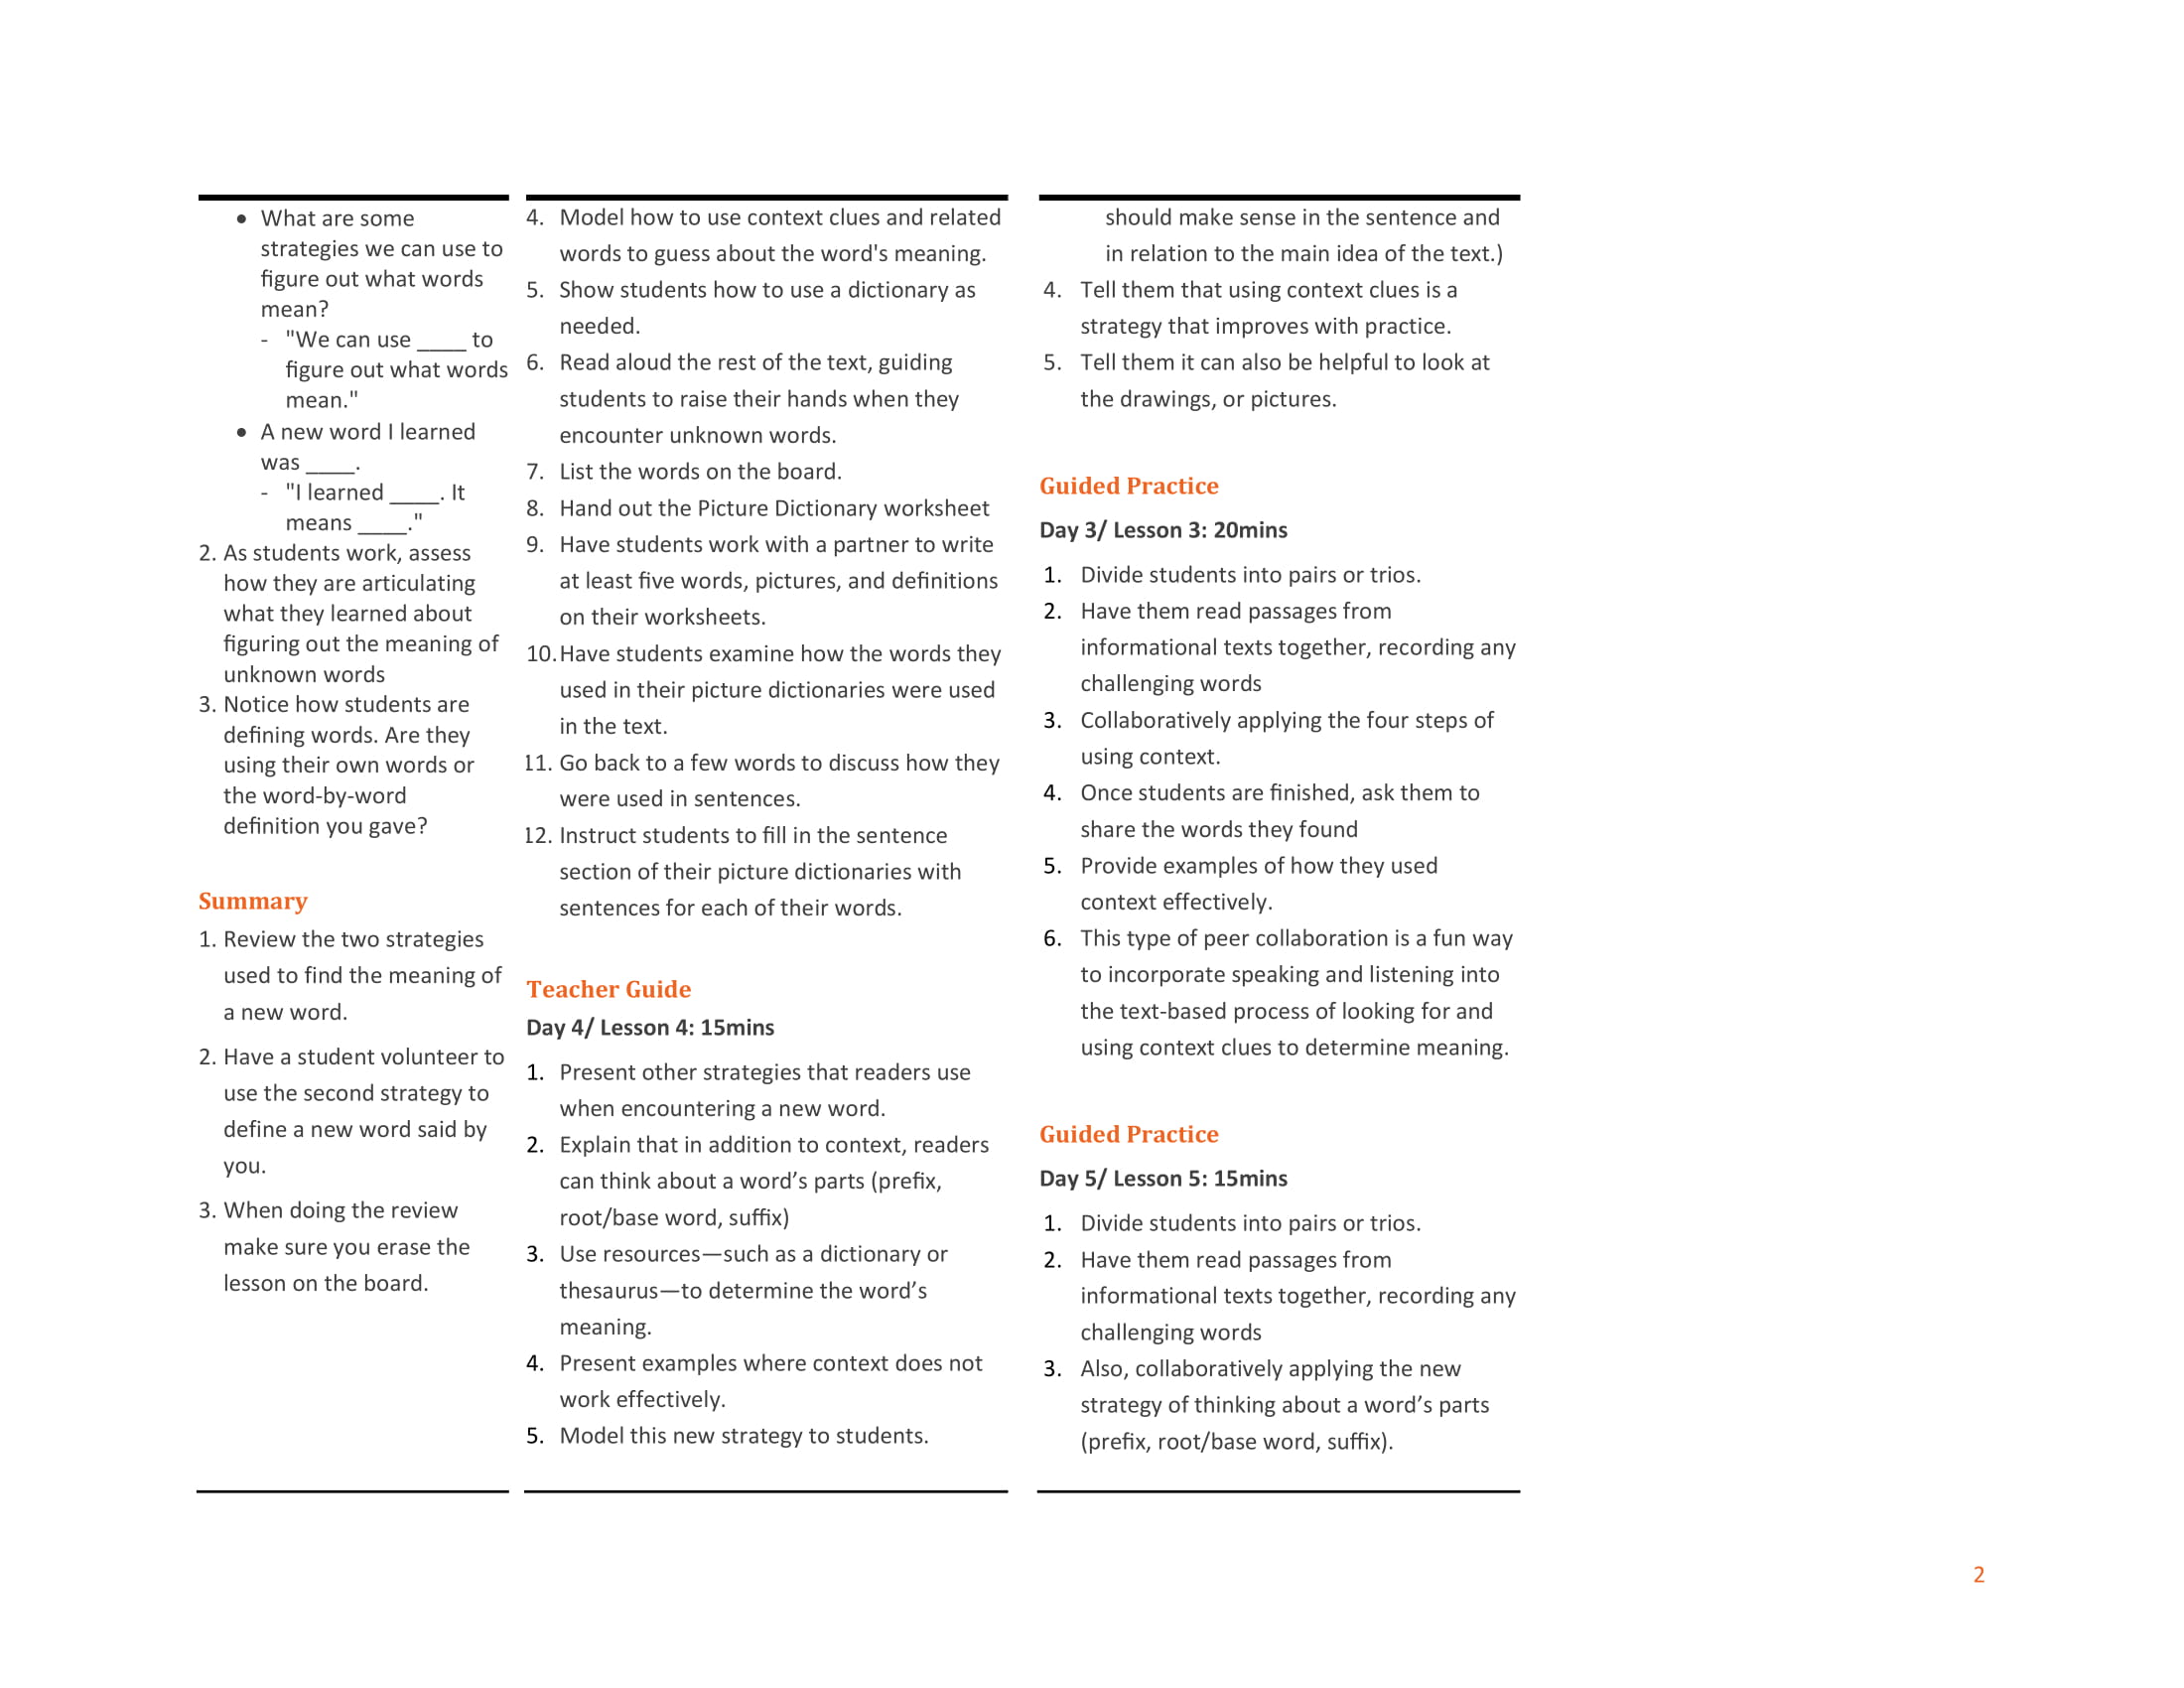 • What are some
strategies we can use to
figure out what words
mean?
- "We can use ____ to
figure out what words
mean."
• A new word I learned
was ____.
- "I learned ____. It
means ____."
2. As students work, assess
how they are articulating
what they learned about
figuring out the meaning of
unknown words
3. Notice how students are
defining words. Are they
using their own words or
the word-by-word
definition you gave?
Summary
1. Review the two strategies
used to find the meaning of
a new word.
2. Have a student volunteer to
use the second strategy to
define a new word said by
you.
3. When doing the review
make sure you erase the
lesson on the board.
4. Model how to use context clues and related
words to guess about the word's meaning.
5. Show students how to use a dictionary as
needed.
6. Read aloud the rest of the text, guiding
students to raise their hands when they
encounter unknown words.
7. List the words on the board.
8. Hand out the Picture Dictionary worksheet
9. Have students work with a partner to write
at least five words, pictures, and definitions
on their worksheets.
10. Have students examine how the words they
used in their picture dictionaries were used
in the text.
11. Go back to a few words to discuss how they
were used in sentences.
12. Instruct students to fill in the sentence
section of their picture dictionaries with
sentences for each of their words.
Teacher Guide
Day 4/ Lesson 4: 15mins
1. Present other strategies that readers use
when encountering a new word.
2. Explain that in addition to context, readers
can think about a word’s parts (prefix,
root/base word, suffix)
3. Use resources—such as a dictionary or
thesaurus—to determine the word’s
meaning.
4. Present examples where context does not
work effectively.
5. Model this new strategy to students.
should make sense in the sentence and
in relation to the main idea of the text.)
4. Tell them that using context clues is a
strategy that improves with practice.
5. Tell them it can also be helpful to look at
the drawings, or pictures.
Guided Practice
Day 3/ Lesson 3: 20mins
1. Divide students into pairs or trios.
2. Have them read passages from
informational texts together, recording any
challenging words
3. Collaboratively applying the four steps of
using context.
4. Once students are finished, ask them to
share the words they found
5. Provide examples of how they used
context effectively.
6. This type of peer collaboration is a fun way
to incorporate speaking and listening into
the text-based process of looking for and
using context clues to determine meaning.
Guided Practice
Day 5/ Lesson 5: 15mins
1. Divide students into pairs or trios.
2. Have them read passages from
informational texts together, recording any
challenging words
3. Also, collaboratively applying the new
strategy of thinking about a word’s parts
(prefix, root/base word, suffix).
2